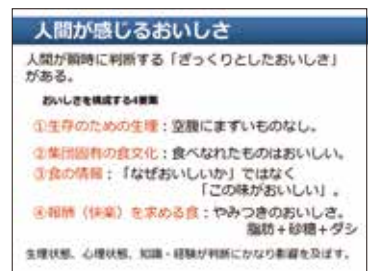 人間が感じるおいしさ
人間が瞬時に判断する「ざっくりとしたおいしさ」
がある。
おいしさを構成する4要素
①生存のための生理：空腹にまずいものなし。
②集団固有の食文化：食べなれたものはおいしい。
③食の情報：「なぜおいしいか」ではなく
「この味がおいしい」。
④報酬（快楽）を求める食：やみつきのおいしさ。
脂肪＋砂糖＋ダシ
生理状態、心理状態、知識・経験が判断にかなり影響を及ぼす。